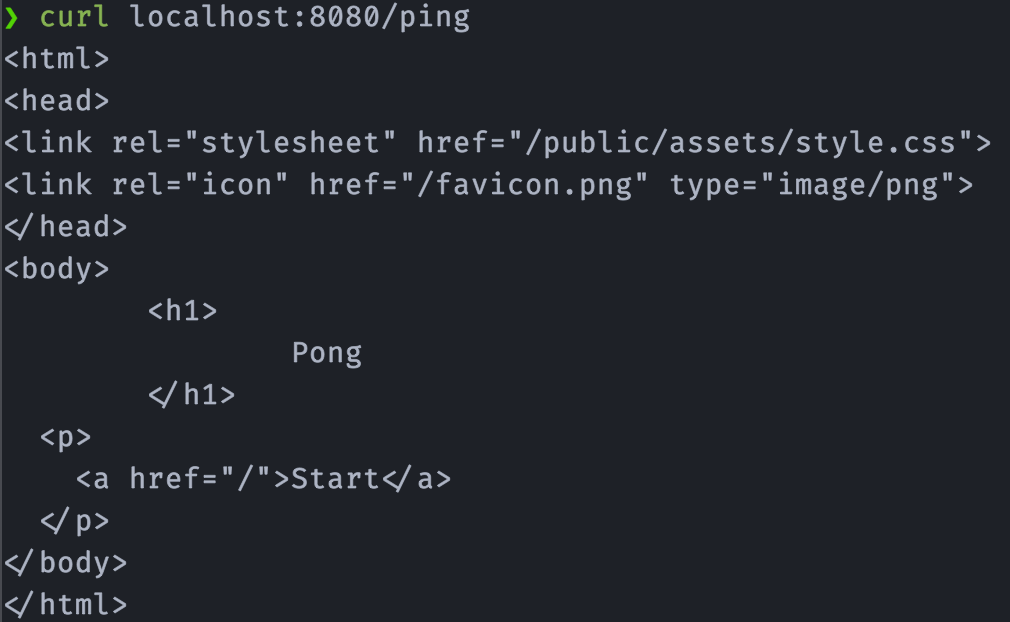 ❯ curl localhost:8080/ping
<html>
<head>
<link rel="stylesheet" href="/public/assets/style.css">
<link rel="icon" href="/favicon.png" type="image/png">
</head>
<body>
        <h1>
                Pong
        </h1>
  <p>
    <a href="/">Start</a>
  </p>
</body>
</html>